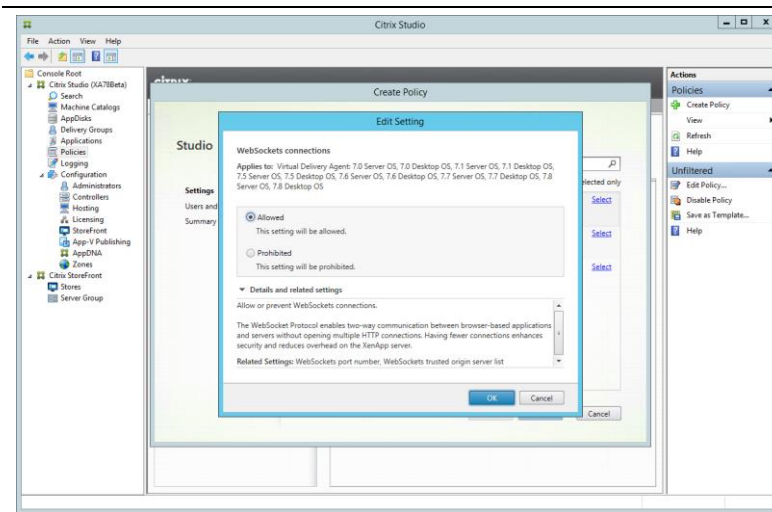 Citrix Studio
File Action View Help
Console Root
Citrix Studio (XA78Beta)
Search
Machine Catalogs
AppDisks
Delivery Groups
Applications
Policies
Logging
Configuration
Administrators
Controllers
Hosting
Licensing
StoreFront
App-V Publishing
AppDNA
Zones
Citrix StoreFront
Stores
Server Group
Create Policy
Studio
Settings
Users and
Summary
Edit Setting
WebSockets connections
Applies to: Virtual Delivery Agent: 7.0 Server OS, 7.0 Desktop OS, 7.1 Server OS, 7.1 Desktop OS,
7.5 Server OS, 7.5 Desktop OS, 7.6 Server OS, 7.6 Desktop OS, 7.7 Server OS, 7.7 Desktop OS, 7.8
Server OS, 7.8 Desktop OS
Allowed
This setting will be allowed.
Prohibited
This setting will be prohibited.
Details and related settings
Allow or prevent WebSockets connections.
The WebSocket Protocol enables two-way communication between browser-based applications
and servers without opening multiple HTTP connections. Having fewer connections enhances
security and reduces overhead on the XenApp server.
Related Settings: WebSockets port number, WebSockets trusted origin server list
OK Cancel
elected only
Select
Select
Select
Cancel
Actions
Policies
Create Policy
View
Refresh
Help
Unfiltered
Edit Policy...
Disable Policy
Save as Template...
Help